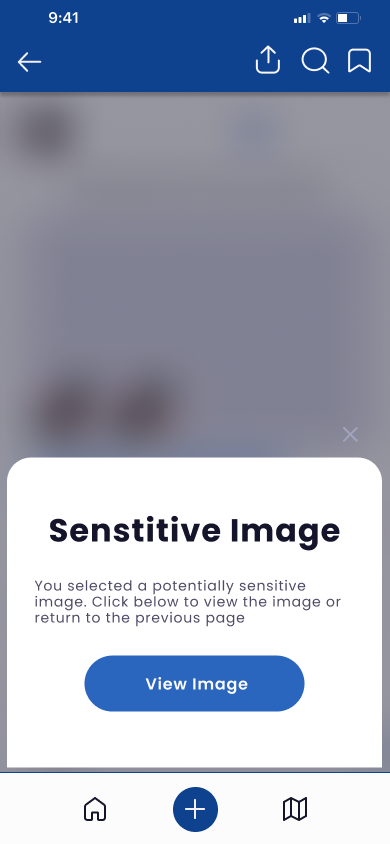 9:41
Senstitive Image
You selected a potentially sensitive
image. Click below to view the image or
return to the previous page
View Image